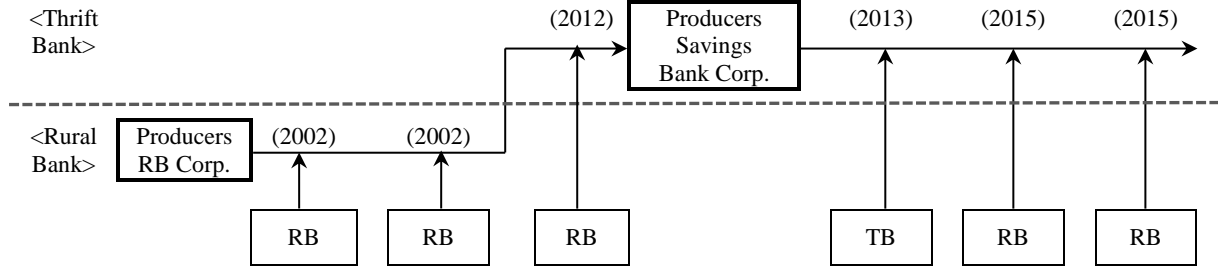 <Thrift
Bank>
(2012)
Producers
Savings
Bank Corp.
(2013)
(2015)
(2015)
<Rural
Bank>
Producers
RB Corp.
(2002)
(2002)
RB
RB
RB
TB
RB
RB